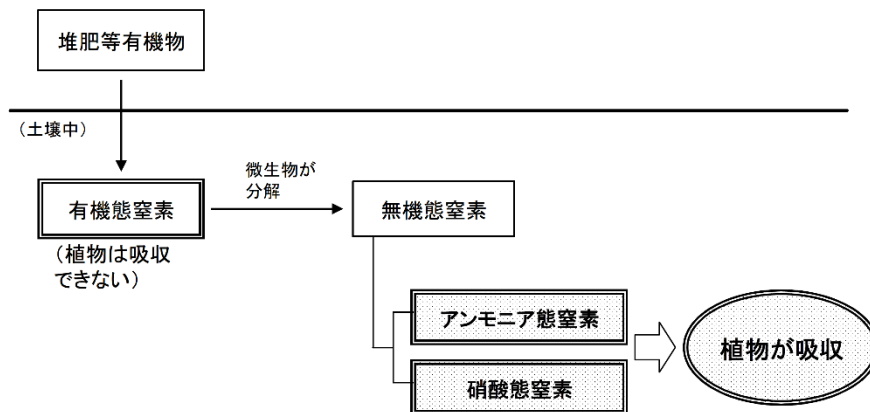 堆肥等有機物
（土壌中）
微生物が
分解
有機態窒素
無機態窒素
（植物は吸収
できない）
アンモニア態窒素
植物が吸収
硝酸態窒素